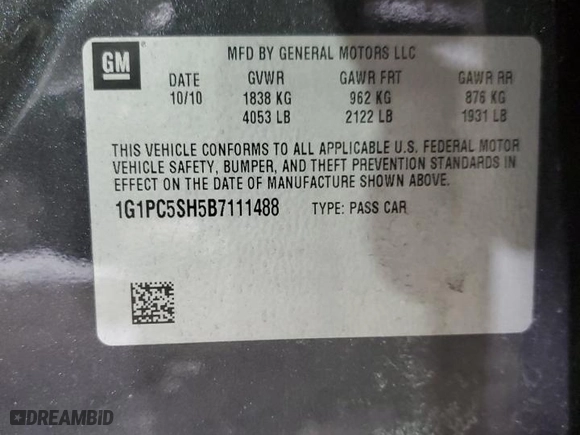 GM
MFD BY GENERAL MOTORS LLC
DATE GVWR GAWR FRT GAWR RR
10/10 1838 KG 962 KG 876 KG
4053 LB 2122 LB 1931 LB
THIS VEHICLE CONFORMS TO ALL APPLICABLE U.S. FEDERAL MOTOR
VEHICLE SAFETY, BUMPER, AND THEFT PREVENTION STANDARDS IN
EFFECT ON THE DATE OF MANUFACTURE SHOWN ABOVE.
1G1PC5SH5B7111488 TYPE: PASS CAR
DREAMBID